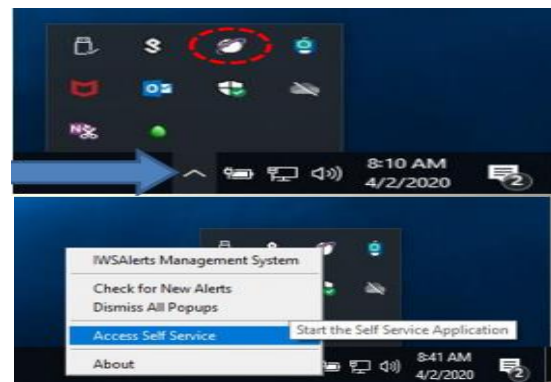 8:10 AM
4/2/2020
2
IWSAlerts Management System
Check for New Alerts
Dismiss All Popups
Access Self Service
Start the Self Service Application
About
8:41 AM
4/2/2020
2